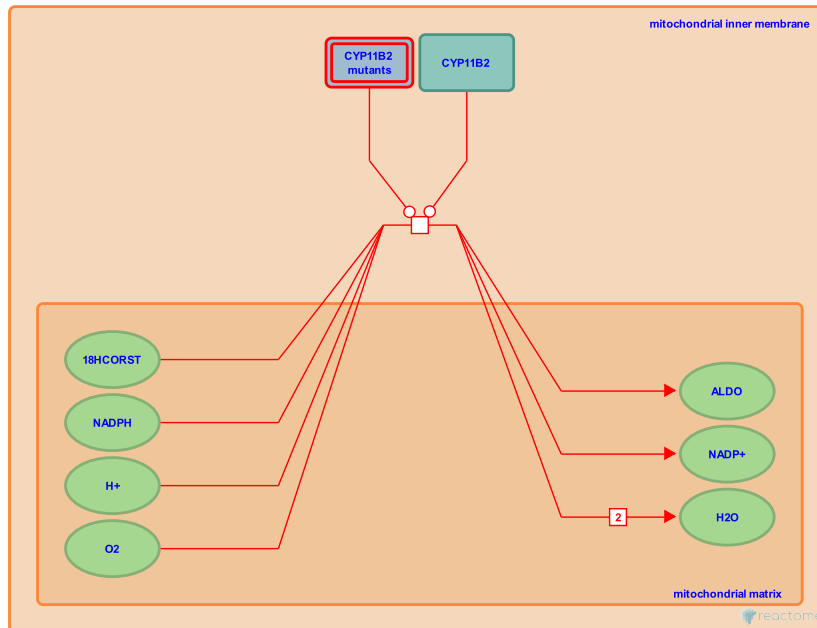 mitochondrial inner membrane
CYP11B2
mutants
CYP11B2
18HCORST
NADPH
H+
O2
ALDO
NADP+
2
H2O
mitochondrial matrix
reactome